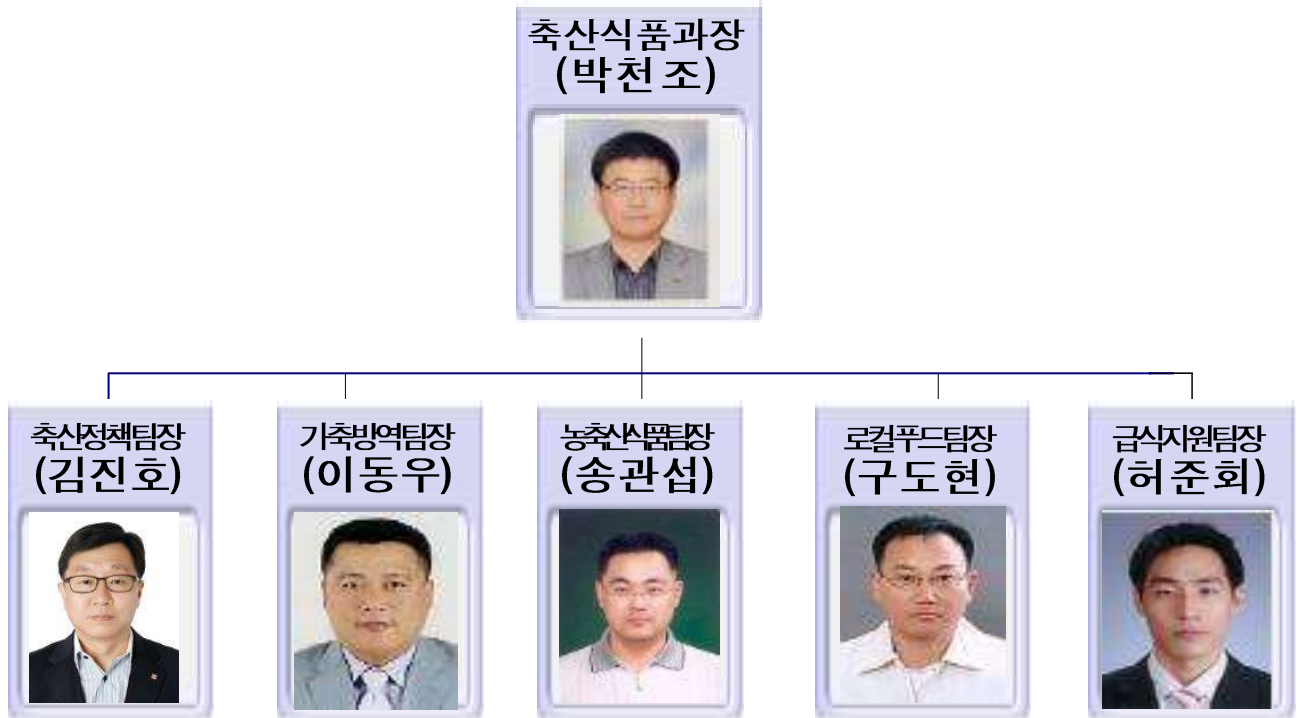 축산식품과장
(박천조)
축산정책팀장
(김진호)
가축방역팀장
(이동우)
농축산식품팀장
(송관섭)
로컬푸드팀장
(구도현)
급식지원팀장
(허준회)